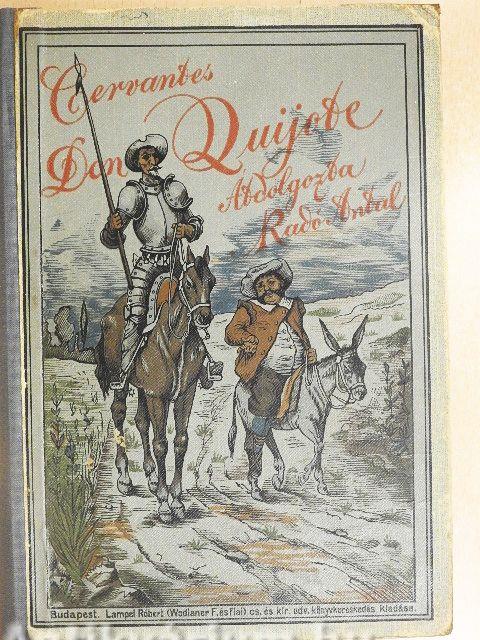 Cervantes
Don Quijote
Átdolgozta
Radó Antal
Budapest. Lampel Róbert (Wodianer F. és fiai) cs. és kir. udv. könyvkereskedés kiadása.